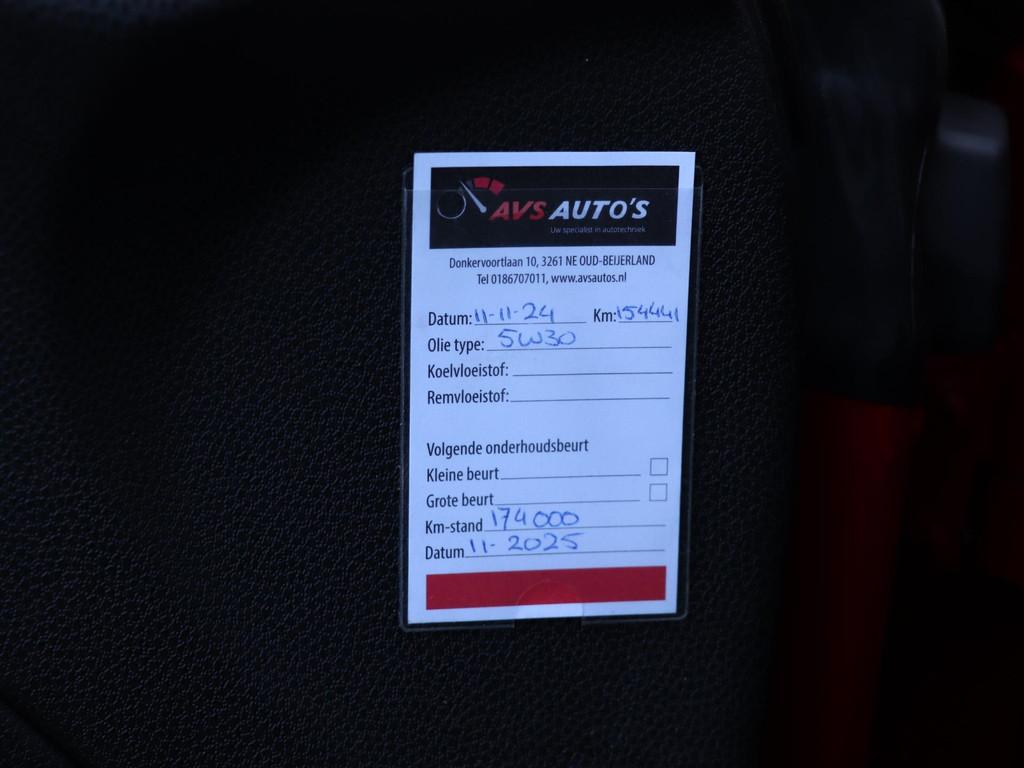 AVS AUTO'S
Uw specialist in autotechniek
Donkervoortlaan 10, 3261 NE OUD-BEIJERLAND
Tel 0186707011, www.avsautos.nl
Datum: 11-11-24 Km: 154441
Olie type: 5W30
Koelvloeistof:
Remvloeistof:
Volgende onderhoudsbeurt
Kleine beurt
Grote beurt
Km-stand 174000
Datum 11-2025